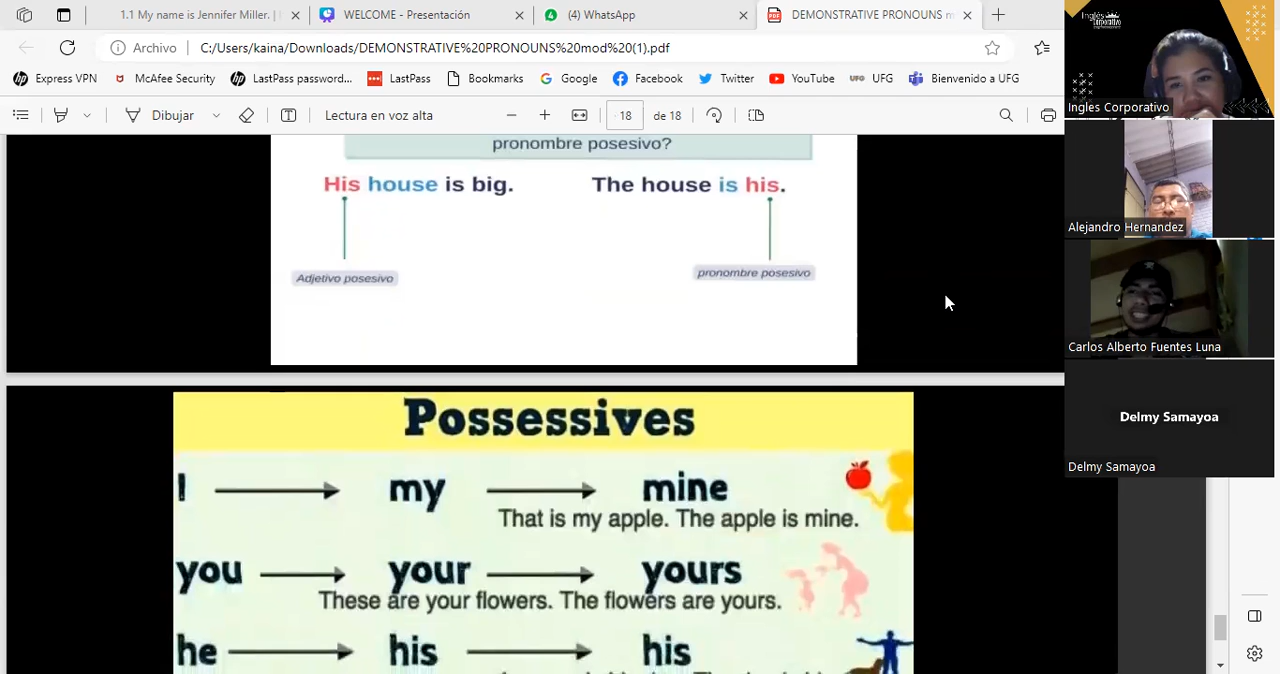 1.1 My name is Jennifer Miller. |
WELCOME - Presentación
(4) WhatsApp
DEMONSTRATIVE PRONOUNS m
Archivo
C:/Users/kaina/Downloads/DEMONSTRATIVE%20PRONOUNS%20mod%20(1).pdf
Express VPN
McAfee Security
LastPass password...
LastPass
Bookmarks
Google
Facebook
Twitter
YouTube
UFG
Bienvenido a UFG
Dibujar
Lectura en voz alta
18
de 18
pronombre posesivo?
His house is big.
The house is his.
Adjetivo posesivo
pronombre posesivo
Possessives
I my mine
That is my apple. The apple is mine.
you your yours
These are your flowers. The flowers are yours.
he his his
Inglés
Corporativo
Ingles Corporativo
Alejandro Hernandez
Carlos Alberto Fuentes Luna
Delmy Samayoa
Delmy Samayoa